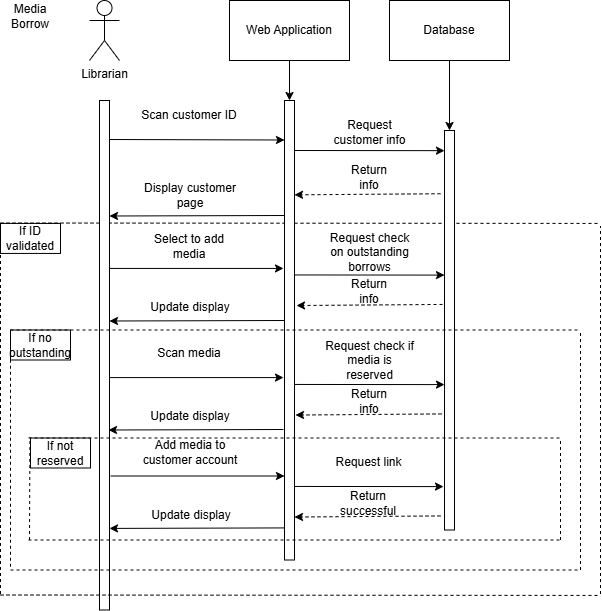 Media
Borrow
Librarian
Web Application
Database
Scan customer ID
Request
customer info
Return
info
Display customer
page
If ID
validated
Select to add
media
Request check
on outstanding
borrows
Return
info
Update display
If no
outstanding
Scan media
Request check if
media is
reserved
Return
info
Update display
If not
reserved
Add media to
customer account
Request link
Return
successful
Update display